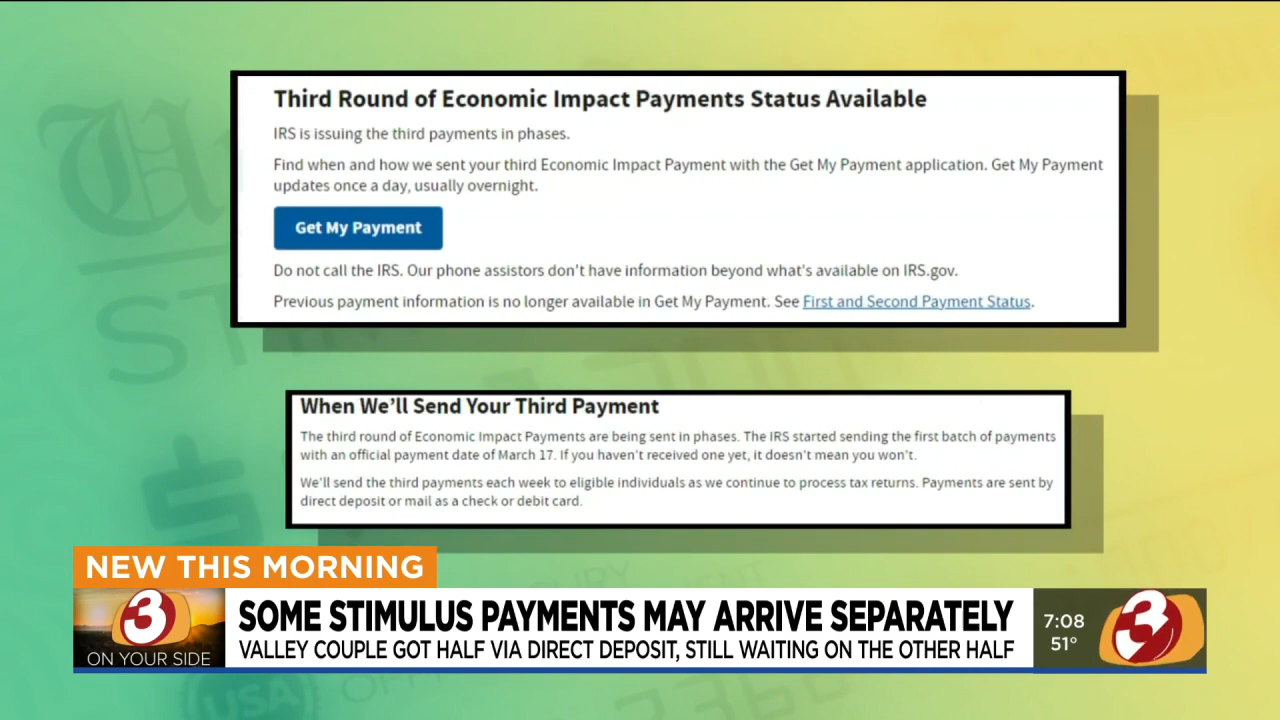 Third Round of Economic Impact Payments Status Available
IRS is issuing the third payments in phases.
Find when and how we sent your third Economic Impact Payment with the Get My Payment application. Get My Payment
updates once a day, usually overnight.
Get My Payment
Do not call the IRS. Our phone assistors don't have information beyond what's available on IRS.gov.
Previous payment information is no longer available in Get My Payment. See First and Second Payment Status.
When We’ll Send Your Third Payment
The third round of Economic Impact Payments are being sent in phases. The IRS started sending the first batch of payments
with an official payment date of March 17. If you haven’t received one yet, it doesn’t mean you won’t.
We’ll send the third payments each week to eligible individuals as we continue to process tax returns. Payments are sent by
direct deposit or mail as a check or debit card.
NEW THIS MORNING
3
ON YOUR SIDE
SOME STIMULUS PAYMENTS MAY ARRIVE SEPARATELY
VALLEY COUPLE GOT HALF VIA DIRECT DEPOSIT, STILL WAITING ON THE OTHER HALF
7:08
51°
3
USA